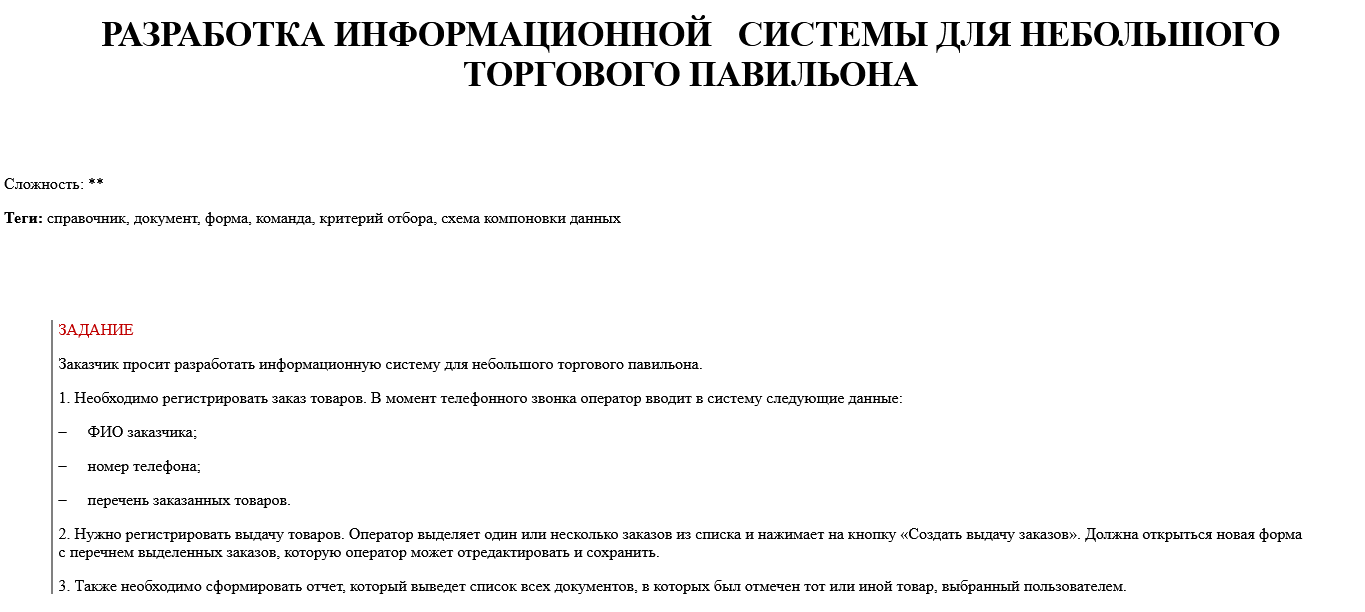 РАЗРАБОТКА ИНФОРМАЦИОННОЙ СИСТЕМЫ ДЛЯ НЕБОЛЬШОГО
ТОРГОВОГО ПАВИЛЬОНА
Сложность: **
Теги: справочник, документ, форма, команда, критерий отбора, схема компоновки данных
ЗАДАНИЕ
Заказчик просит разработать информационную систему для небольшого торгового павильона.
1. Необходимо регистрировать заказ товаров. В момент телефонного звонка оператор вводит в систему следующие данные:
– ФИО заказчика;
– номер телефона;
– перечень заказанных товаров.
2. Нужно регистрировать выдачу товаров. Оператор выделяет один или несколько заказов из списка и нажимает на кнопку «Создать выдачу заказов». Должна открыться новая форма
с перечнем выделенных заказов, которую оператор может отредактировать и сохранить.
3. Также необходимо сформировать отчет, который выведет список всех документов, в которых был отмечен тот или иной товар, выбранный пользователем.